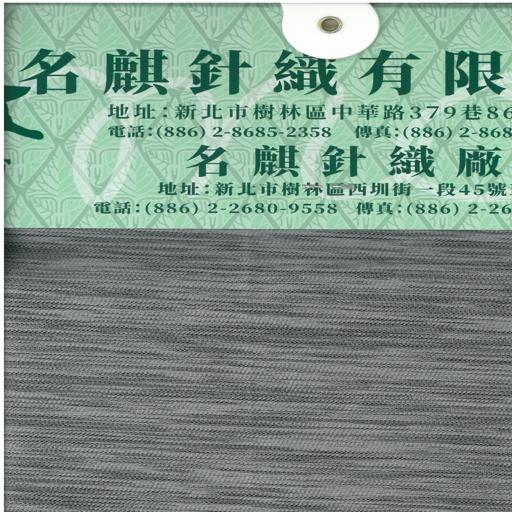 名麒針織有限
地址：新北市樹林區中華路379巷86
電話：(886) 2-8685-2358 傳真：(886) 2-868
名麒針織廠
地址：新北市樹林區西圳街一段45號
電話：(886) 2-2680-9558 傳真：(886) 2-26